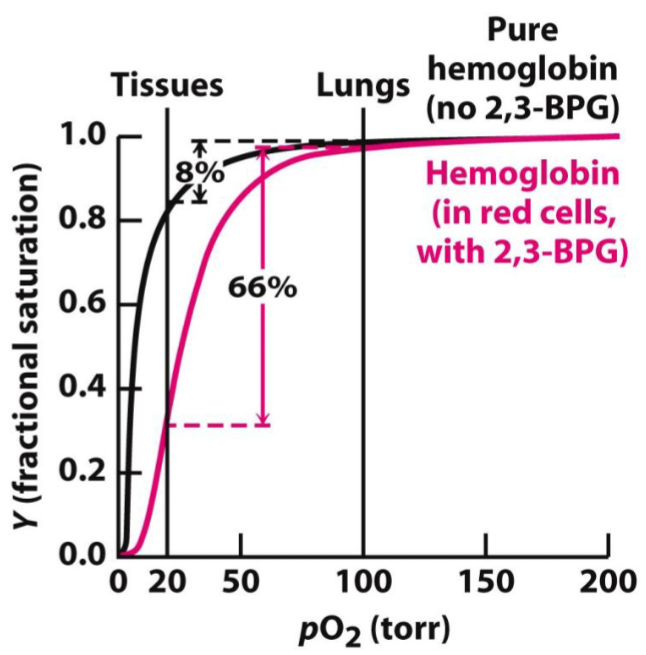 Pure
hemoglobin
(no 2,3-BPG)
Tissues
Lungs
1.0
8%
Hemoglobin
(in red cells,
with 2,3-BPG)
0.8
66%
0.6
0.4
0.2
0.0
Y (fractional saturation)
0 20 50 100 150 200
pO₂ (torr)